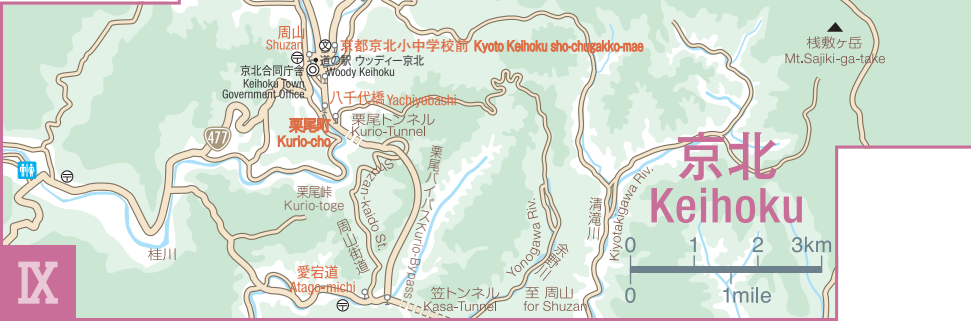 周山
Shuzan
京都京北小中学校前 Kyoto Keihoku sho-chugakko-mae
道の駅 ウッディー京北
Woody Keihoku
京北合同庁舎
Keihoku Town
Government Office
八千代橋 Yachiyobashi
栗尾町
Kurio-cho
栗尾トンネル
Kurio-Tunnel
477
桟敷ヶ岳
Mt.Sajiki-ga-take
京北
Keihoku
栗尾バイパス Kurio-Bypass
Shuzan-kaido St.
周山街道
栗尾峠
Kurio-toge
桂川
愛宕道
Atago-michi
笠トンネル
Kasa-Tunnel
至 周山
for Shuzan
Yonogawa Riv.
余野川
清滝川
Kiyotakigawa Riv.
0 1 2 3km
0 1mile
IX